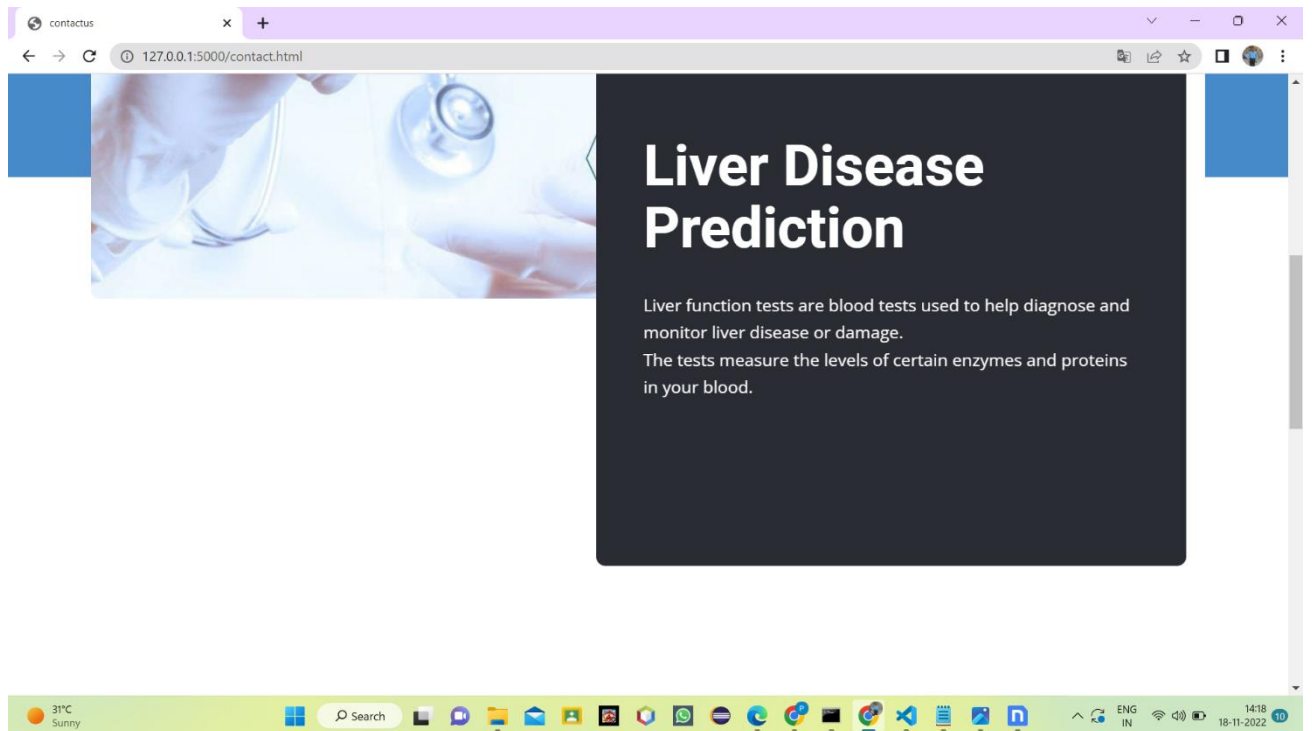 contactus
127.0.0.1:5000/contact.html
Liver Disease
Prediction
Liver function tests are blood tests used to help diagnose and
monitor liver disease or damage.
The tests measure the levels of certain enzymes and proteins
in your blood.
31°C
Sunny
Search
ENG
IN
14:18
18-11-2022
10